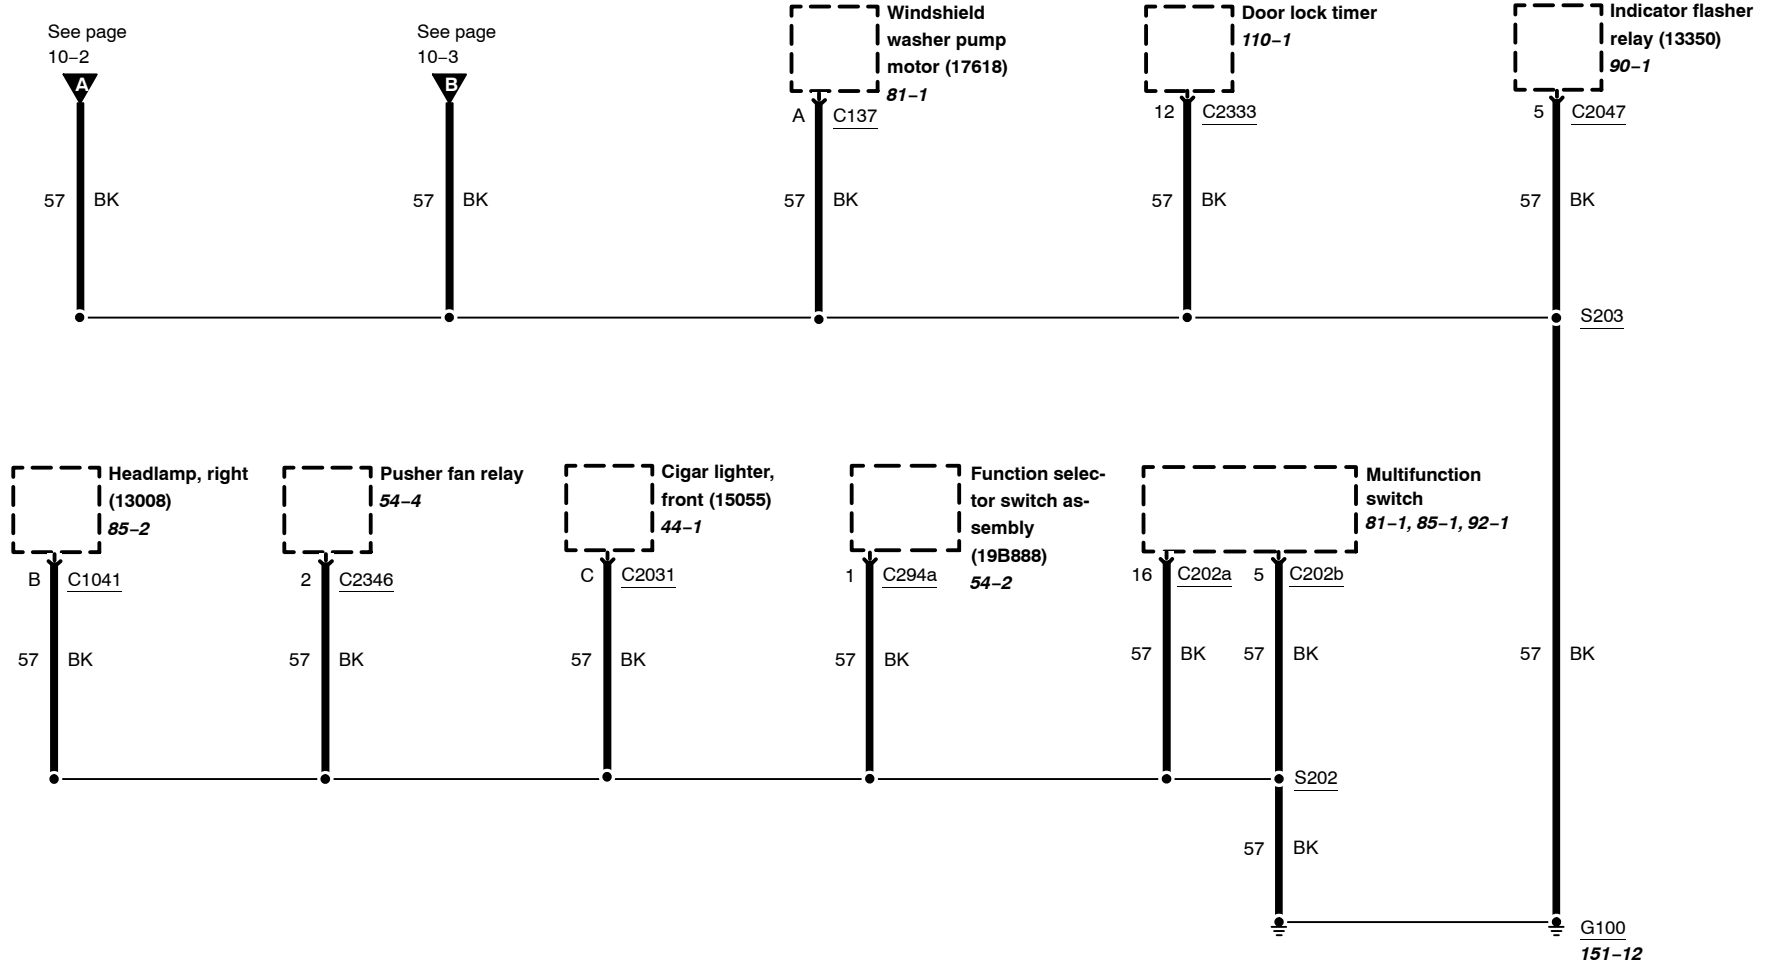 See page
10–2
A
See page
10–3
B
Windshield
washer pump
motor (17618)
81–1
Door lock timer
110–1
Indicator flasher
relay (13350)
90–1
A C137
12 C2333
5 C2047
57 BK
57 BK
57 BK
57 BK
57 BK
S203
Headlamp, right
(13008)
85–2
Pusher fan relay
54–4
Cigar lighter,
front (15055)
44–1
Function selec-
tor switch as-
sembly
(19B888)
54–2
Multifunction
switch
81–1, 85–1, 92–1
B C1041
2 C2346
C C2031
1 C294a
16 C202a
5 C202b
57 BK
57 BK
57 BK
57 BK
57 BK
57 BK
57 BK
S202
57 BK
G100
151–12